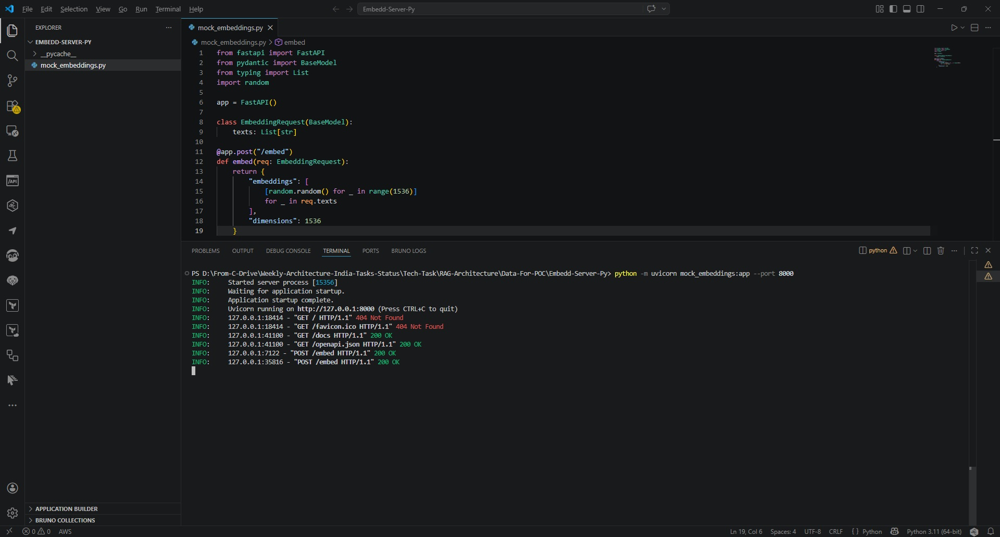 File Edit Selection View Go Run Terminal Help
Embedd-Server-Py
EXPLORER
EMBEDD-SERVER-PY
__pycache__
mock_embeddings.py
mock_embeddings.py
mock_embeddings.py > embed
1 from fastapi import FastAPI
2 from pydantic import BaseModel
3 from typing import List
4 import random
5
6 app = FastAPI()
7
8 class EmbeddingRequest(BaseModel):
9     texts: List[str]
10
11 @app.post("/embed")
12 def embed(req: EmbeddingRequest):
13     return {
14         "embeddings": [
15             [random.random() for _ in range(1536)]
16             for _ in req.texts
17         ],
18         "dimensions": 1536
19     }
PROBLEMS OUTPUT DEBUG CONSOLE TERMINAL PORTS BRUNO LOGS
python
PS D:\From-C-Drive\Weekly-Architecture-India-Tasks-Status\Tech-Task\RAG-Architecture\Data-For-POC\Embedd-Server-Py> python -m uvicorn mock_embeddings:app --port 8000
INFO:     Started server process [15356]
INFO:     Waiting for application startup.
INFO:     Application startup complete.
INFO:     Uvicorn running on http://127.0.0.1:8000 (Press CTRL+C to quit)
INFO:     127.0.0.1:18414 - "GET / HTTP/1.1" 404 Not Found
INFO:     127.0.0.1:18414 - "GET /favicon.ico HTTP/1.1" 404 Not Found
INFO:     127.0.0.1:41100 - "GET /docs HTTP/1.1" 200 OK
INFO:     127.0.0.1:41100 - "GET /openapi.json HTTP/1.1" 200 OK
INFO:     127.0.0.1:7122 - "POST /embed HTTP/1.1" 200 OK
INFO:     127.0.0.1:35816 - "POST /embed HTTP/1.1" 200 OK
APPLICATION BUILDER
BRUNO COLLECTIONS
0 0 AWS
Ln 19, Col 6 Spaces: 4 UTF-8 CRLF { } Python Python 3.11 (64-bit)